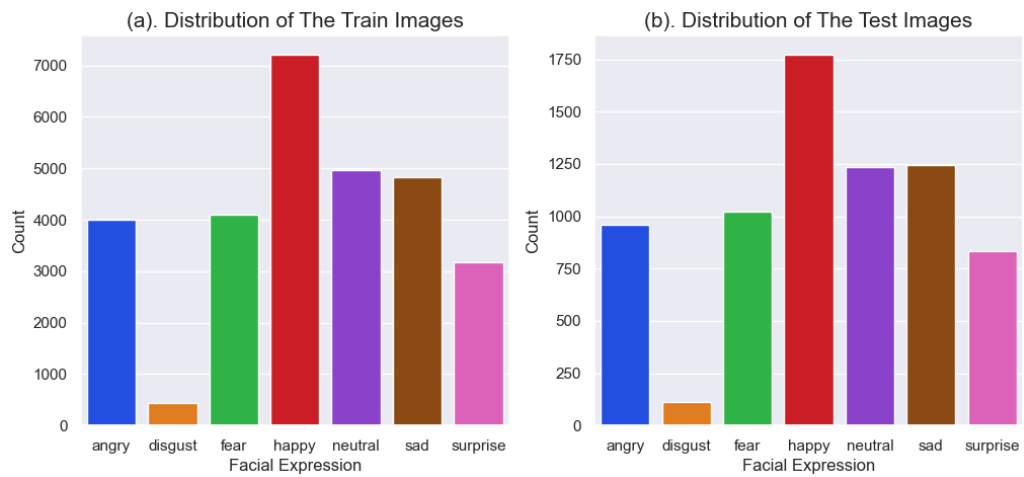 (a). Distribution of The Train Images
7000
6000
5000
4000
3000
2000
1000
0
Count
angry disgust fear happy neutral sad surprise
Facial Expression
(b). Distribution of The Test Images
1750
1500
1250
1000
750
500
250
0
Count
angry disgust fear happy neutral sad surprise
Facial Expression